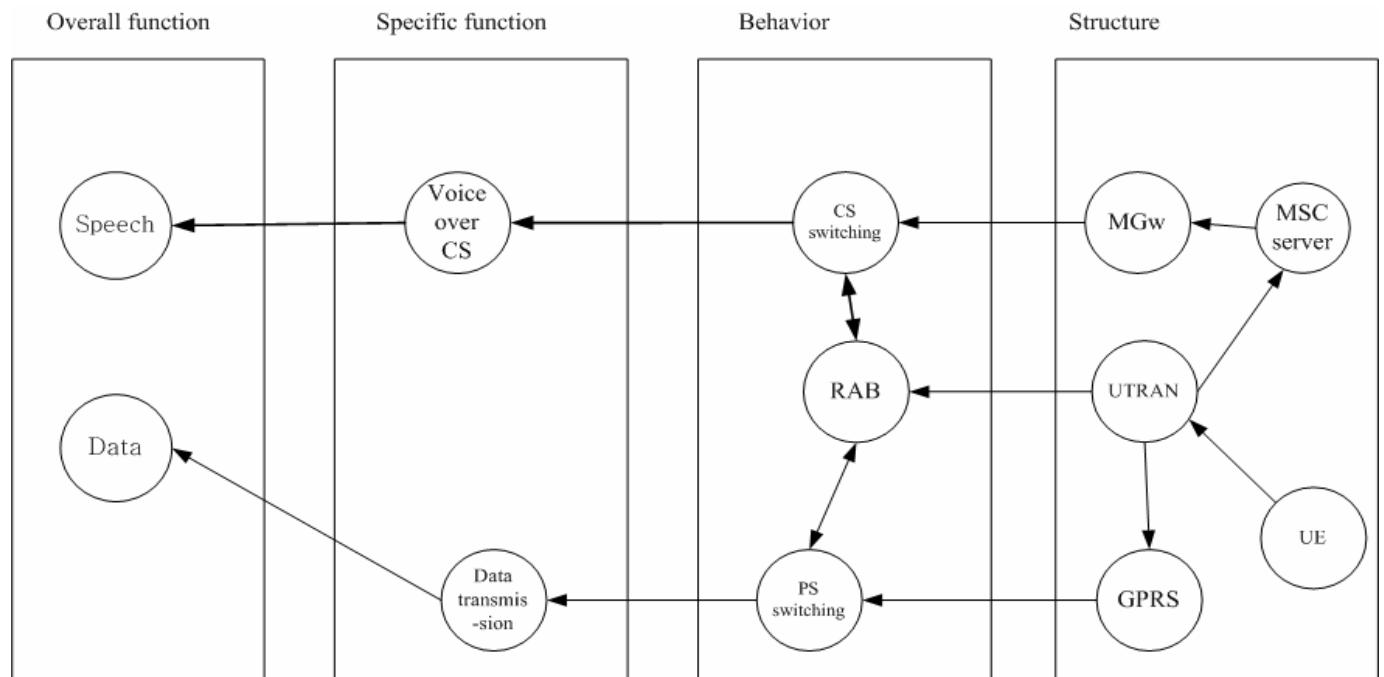 Overall function
Specific function
Behavior
Structure
Speech
Voice
over
CS
CS
switching
MGw
MSC
server
Data
RAB
UTRAN
UE
Data
transmis
-sion
PS
switching
GPRS